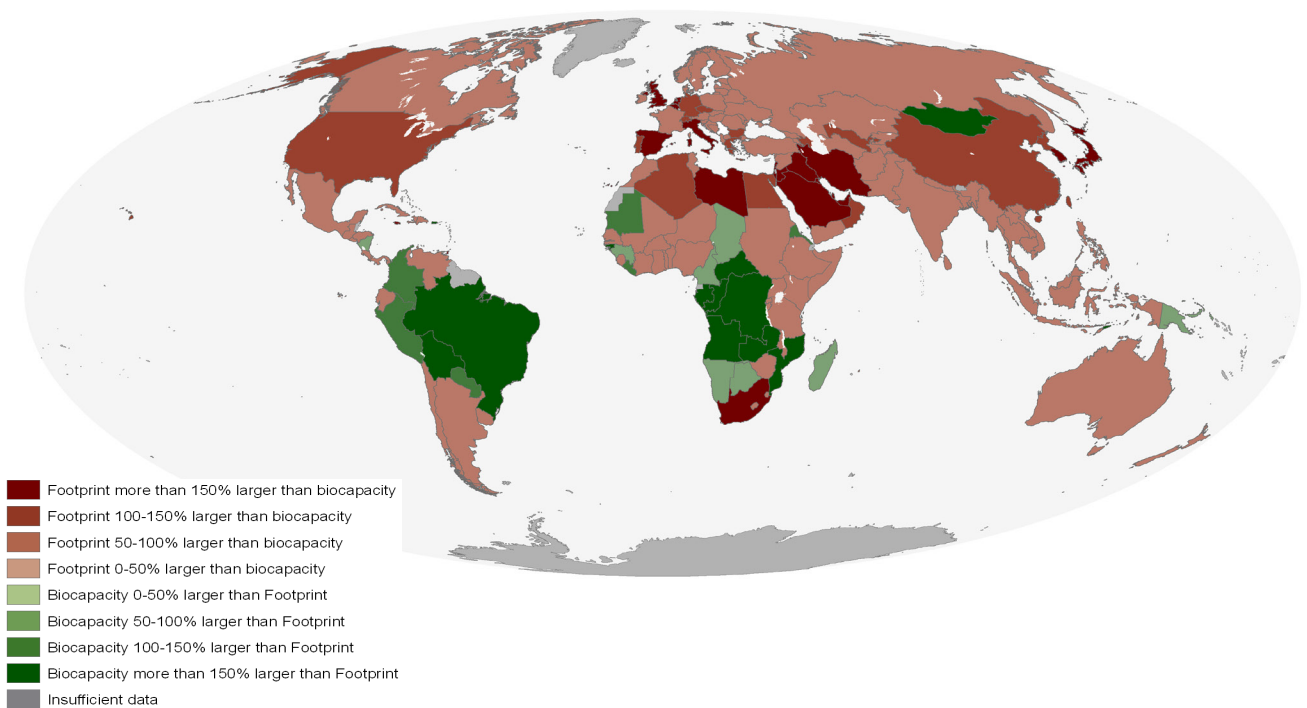 Footprint more than 150% larger than biocapacity
Footprint 100-150% larger than biocapacity
Footprint 50-100% larger than biocapacity
Footprint 0-50% larger than biocapacity
Biocapacity 0-50% larger than Footprint
Biocapacity 50-100% larger than Footprint
Biocapacity 100-150% larger than Footprint
Biocapacity more than 150% larger than Footprint
Insufficient data